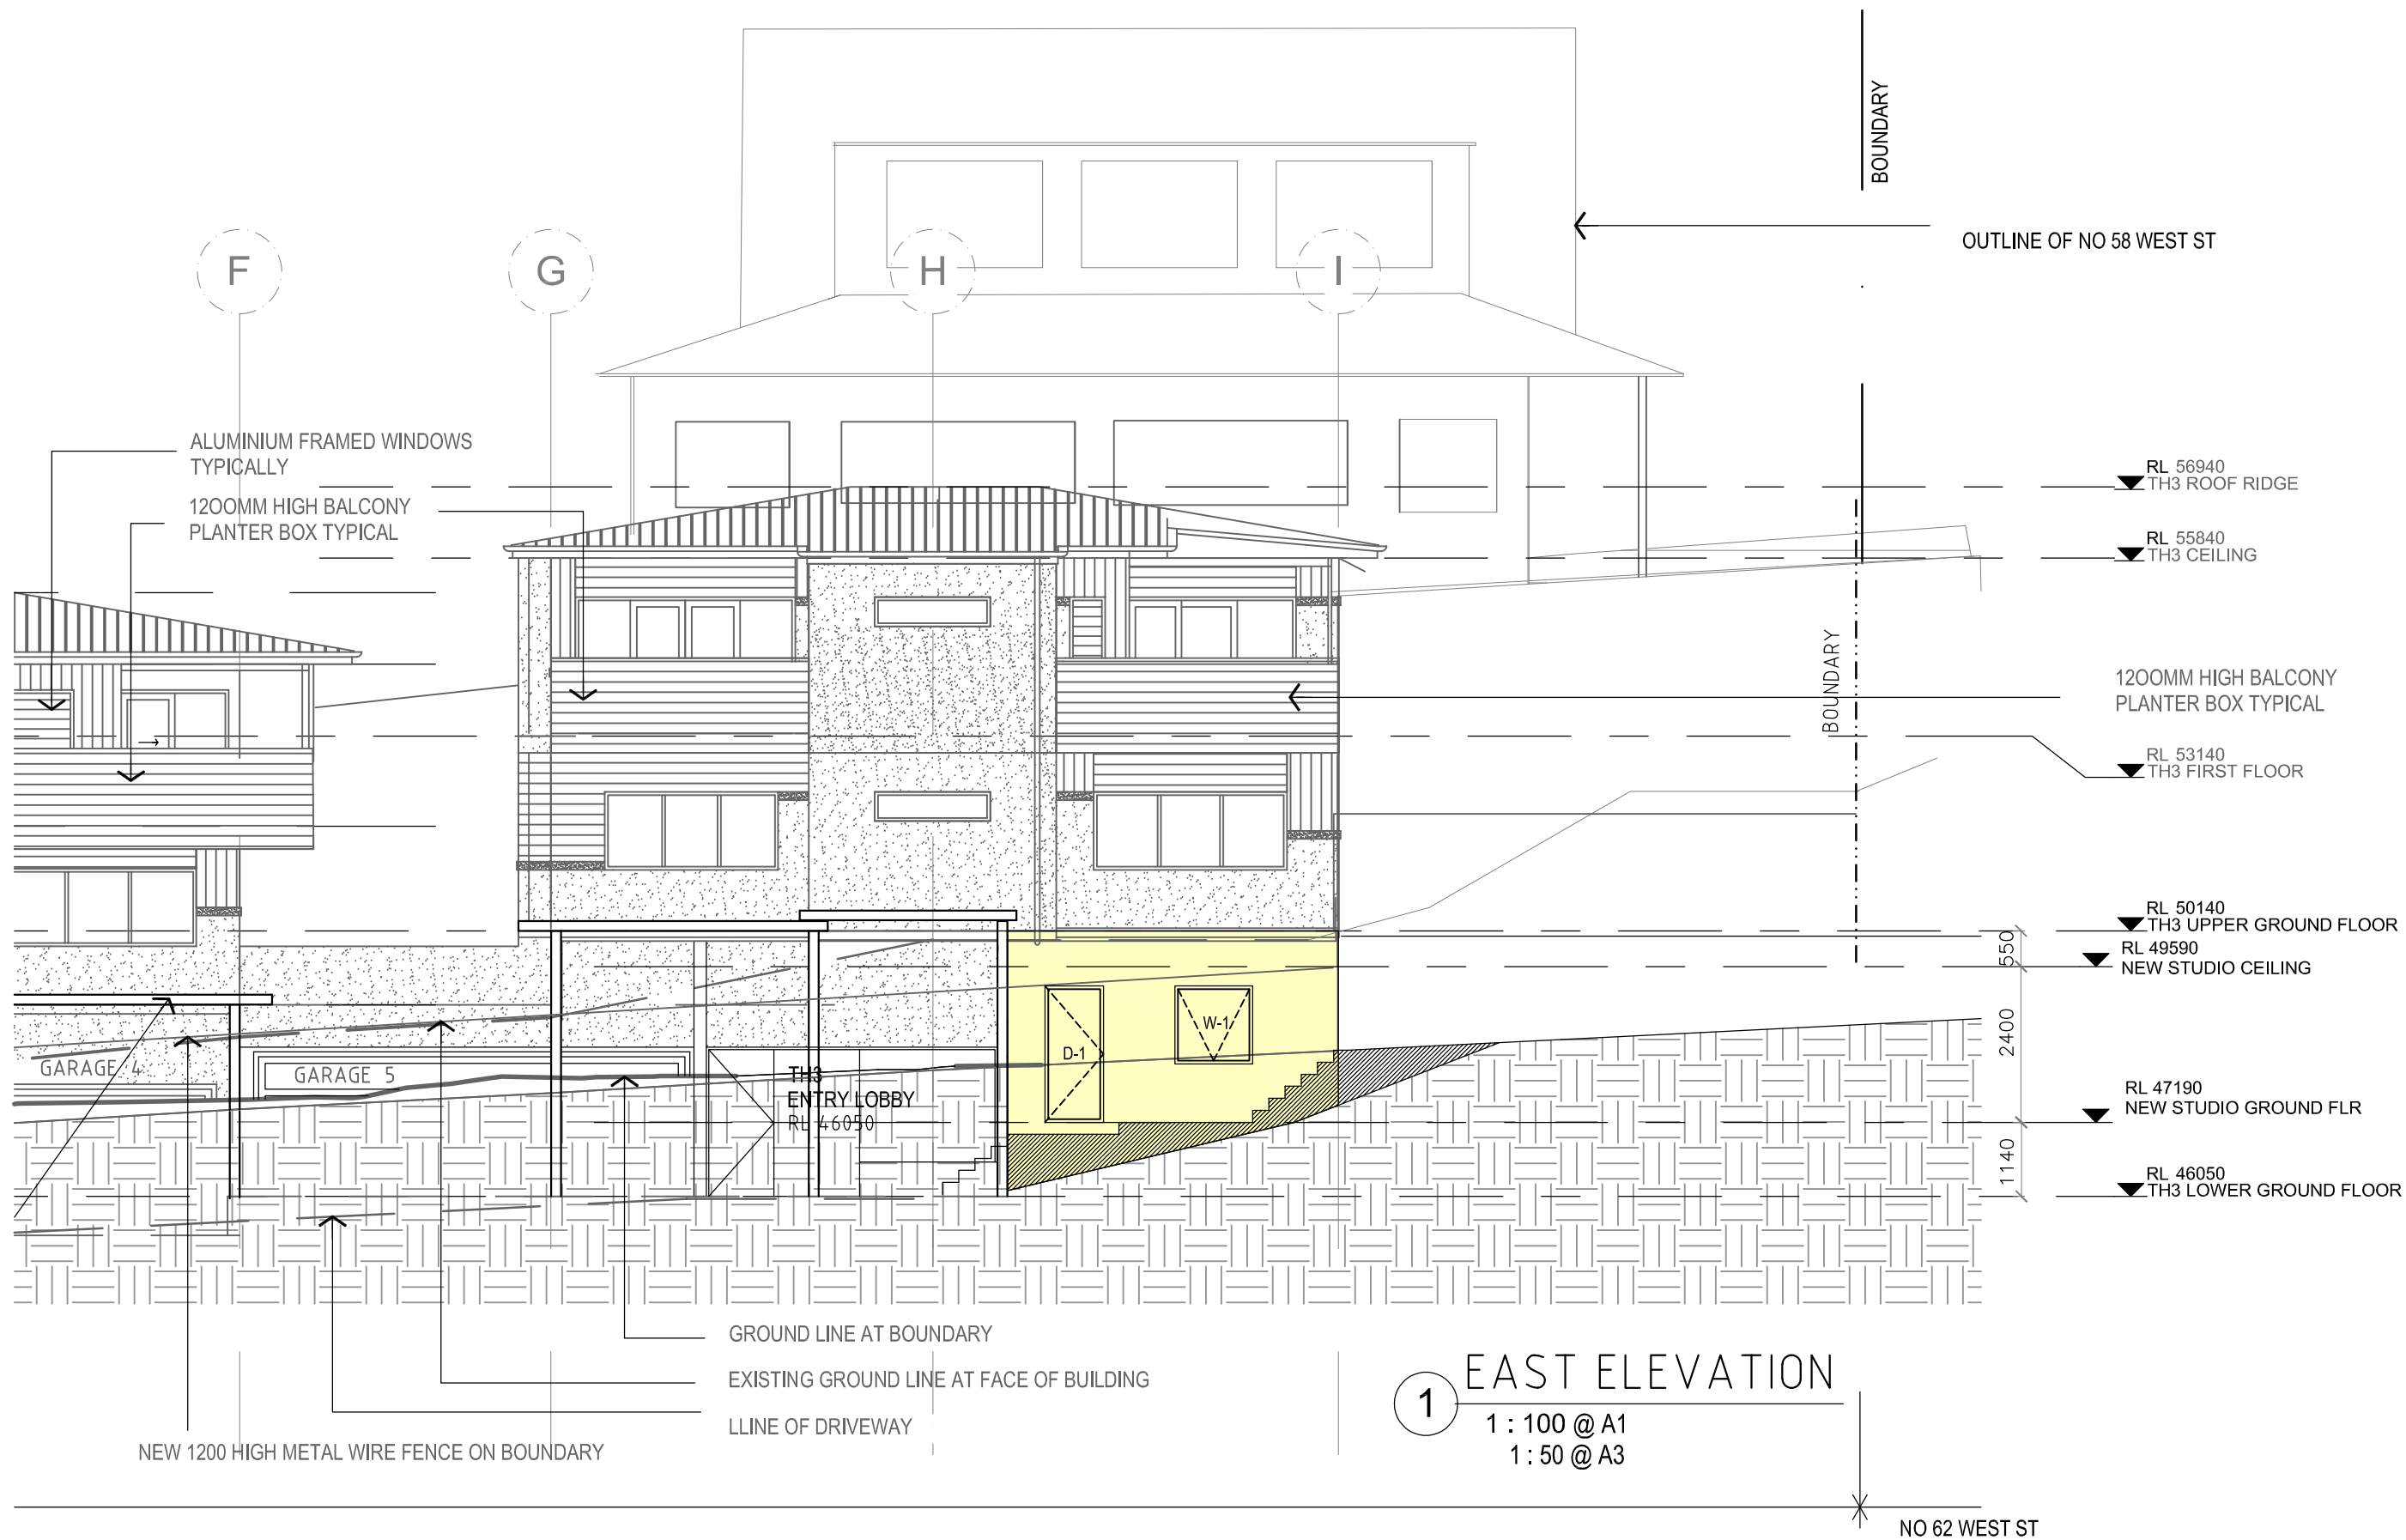 BOUNDARY
OUTLINE OF NO 58 WEST ST
F
G
H
I
ALUMINIUM FRAMED WINDOWS
TYPICALLY
1200MM HIGH BALCONY
PLANTER BOX TYPICAL
RL 56940
TH3 ROOF RIDGE
RL 55840
TH3 CEILING
BOUNDARY
1200MM HIGH BALCONY
PLANTER BOX TYPICAL
RL 53140
TH3 FIRST FLOOR
RL 50140
TH3 UPPER GROUND FLOOR
550
RL 49590
NEW STUDIO CEILING
2400
W-1
D-1
GARAGE 4
GARAGE 5
TH3
ENTRY LOBBY
RL 46050
RL 47190
NEW STUDIO GROUND FLR
1140
RL 46050
TH3 LOWER GROUND FLOOR
GROUND LINE AT BOUNDARY
EXISTING GROUND LINE AT FACE OF BUILDING
LLINE OF DRIVEWAY
NEW 1200 HIGH METAL WIRE FENCE ON BOUNDARY
1
EAST ELEVATION
1 : 100 @ A1
1 : 50 @ A3
NO 62 WEST ST